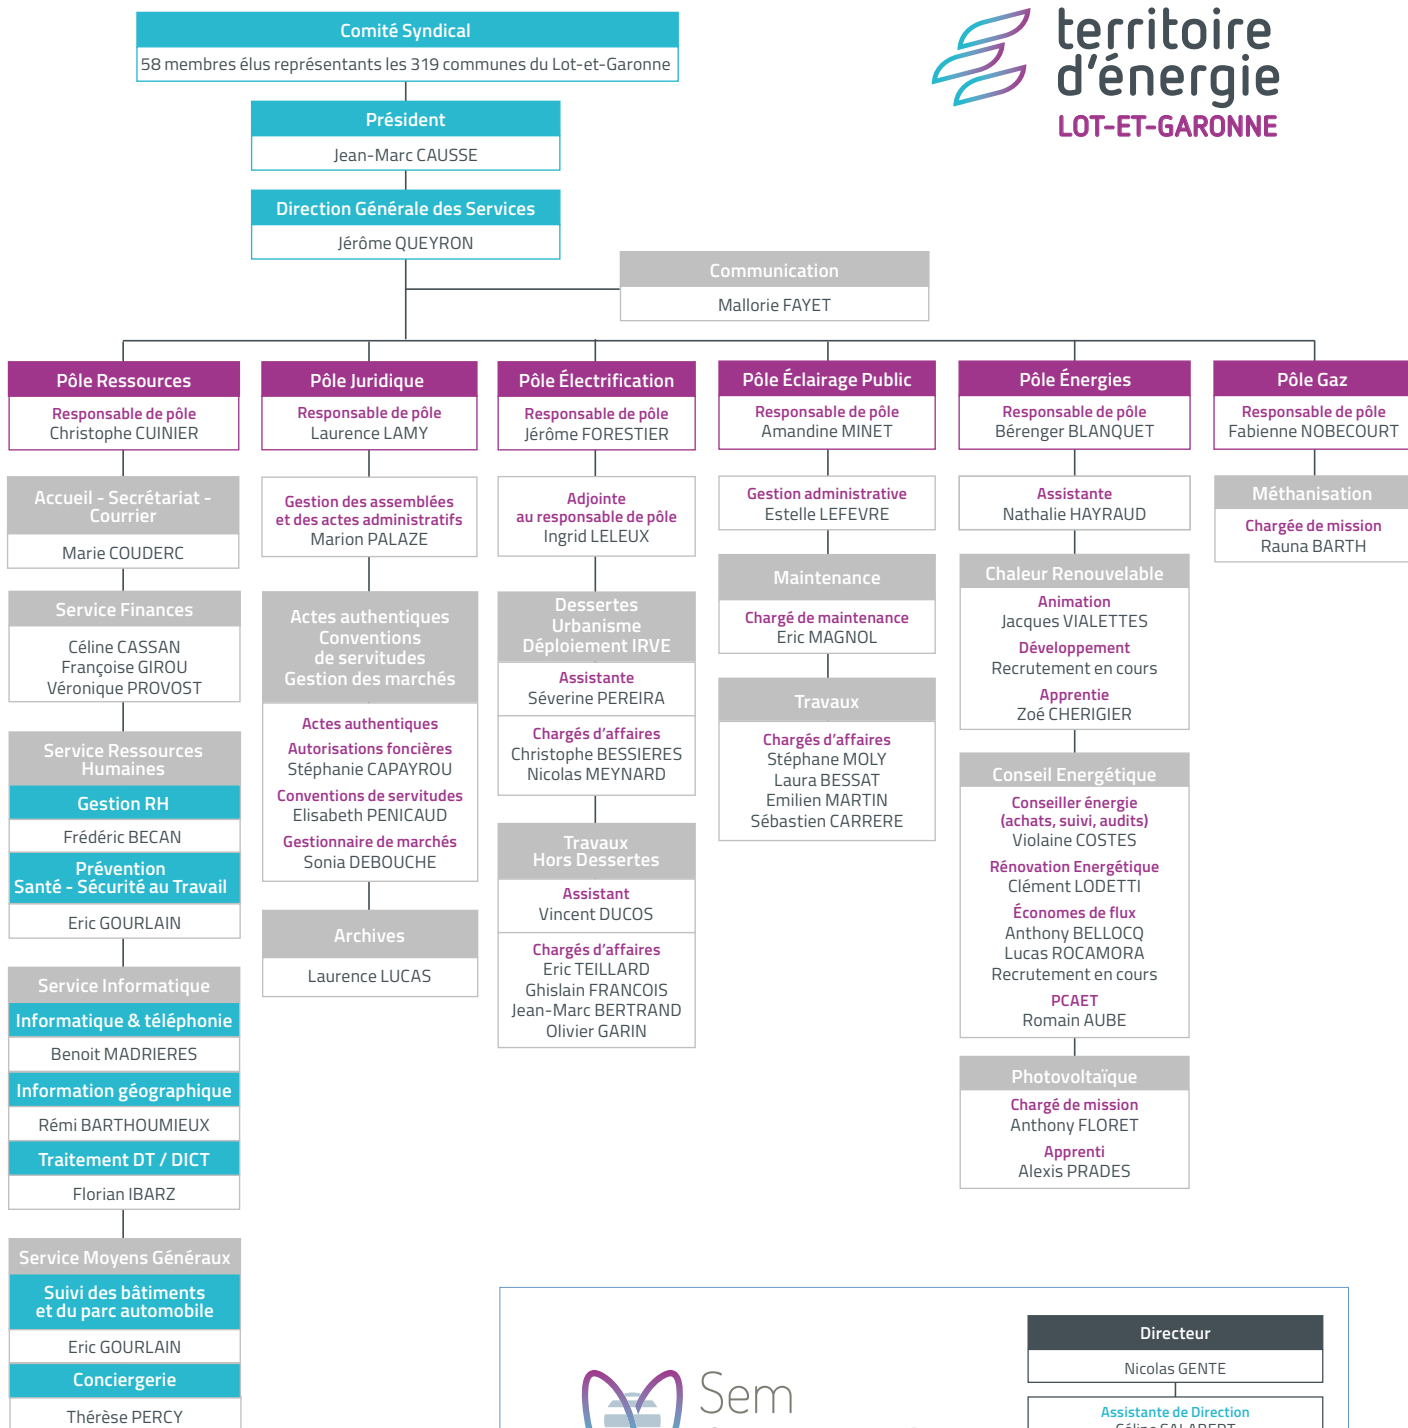 Comité Syndical
58 membres élus représentants les 319 communes du Lot-et-Garonne
territoire
d'énergie
LOT-ET-GARONNE
Président
Jean-Marc CAUSSE
Direction Générale des Services
Jérôme QUEYRON
Communication
Mallorie FAYET
Pôle Ressources
Responsable de pôle
Christophe CUINIER
Accueil - Secrétariat -
Courrier
Marie COUDERC
Service Finances
Céline CASSAN
Françoise GIROU
Véronique PROVOST
Service Ressources
Humaines
Gestion RH
Frédéric BECAN
Prévention
Santé - Sécurité au Travail
Eric GOURLAIN
Service Informatique
Informatique & téléphonie
Benoit MADRIERES
Information géographique
Rémi BARTHOUMIEUX
Traitement DT / DICT
Florian IBARZ
Service Moyens Généraux
Suivi des bâtiments
et du parc automobile
Eric GOURLAIN
Conciergerie
Thérèse PERCY
Pôle Juridique
Responsable de pôle
Laurence LAMY
Gestion des assemblées
et des actes administratifs
Marion PALAZE
Actes authentiques
Conventions
de servitudes
Gestion des marchés
Actes authentiques
Autorisations foncières
Stéphanie CAPAYROU
Conventions de servitudes
Elisabeth PENICAUD
Gestionnaire de marchés
Sonia DEBOUCHE
Archives
Laurence LUCAS
Pôle Électrification
Responsable de pôle
Jérôme FORESTIER
Adjointe
au responsable de pôle
Ingrid LELEUX
Dessertes
Urbanisme
Déploiement IRVE
Assistante
Séverine PEREIRA
Chargés d'affaires
Christophe BESSIERES
Nicolas MEYNARD
Travaux
Hors Dessertes
Assistant
Vincent DUCOS
Chargés d'affaires
Eric TEILLARD
Ghislain FRANCOIS
Jean-Marc BERTRAND
Olivier GARIN
Pôle Éclairage Public
Responsable de pôle
Amandine MINET
Gestion administrative
Estelle LEFEVRE
Maintenance
Chargé de maintenance
Eric MAGNOL
Travaux
Chargés d'affaires
Stéphane MOLY
Laura BESSAT
Emilien MARTIN
Sébastien CARRERE
Pôle Énergies
Responsable de pôle
Bérenger BLANQUET
Assistante
Nathalie HAYRAUD
Chaleur Renouvelable
Animation
Jacques VIALETTES
Développement
Recrutement en cours
Apprentie
Zoé CHERIGIER
Conseil Energétique
Conseiller énergie
(achats, suivi, audits)
Violaine COSTES
Rénovation Energétique
Clément LODETTI
Économes de flux
Anthony BELLOCQ
Lucas ROCAMORA
Recrutement en cours
PCAET
Romain AUBE
Photovoltaïque
Chargé de mission
Anthony FLORET
Apprenti
Alexis PRADES
Pôle Gaz
Responsable de pôle
Fabienne NOBECOURT
Méthanisation
Chargée de mission
Rauna BARTH
Sem
Directeur
Nicolas GENTE
Assistante de Direction